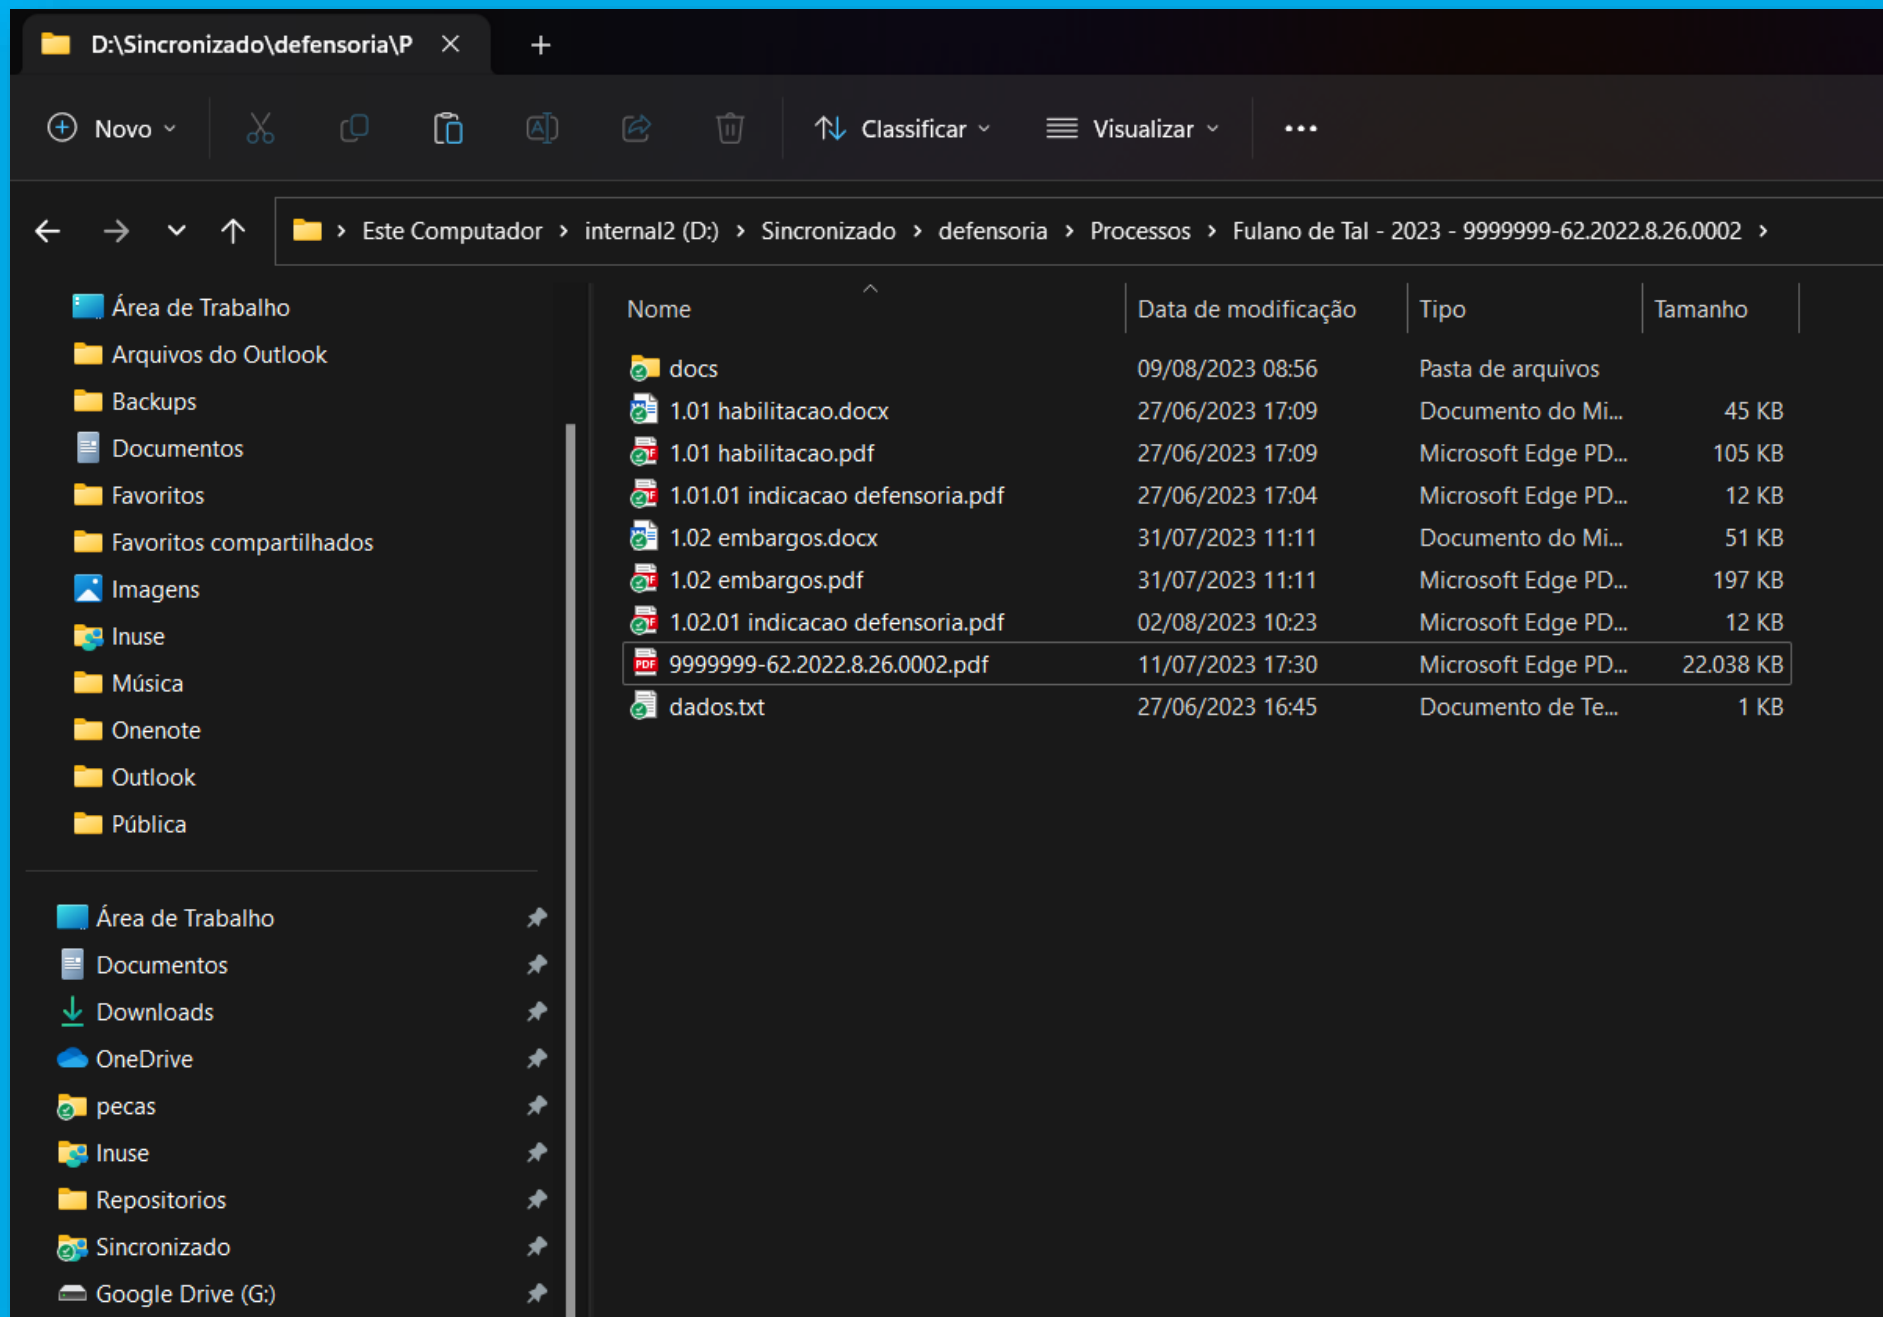 D:\Sincronizado\defensoria\P
Novo
Classificar
Visualizar
Este Computador > internal2 (D:) > Sincronizado > defensoria > Processos > Fulano de Tal - 2023 - 9999999-62.2022.8.26.0002 >
Área de Trabalho
Arquivos do Outlook
Backups
Documentos
Favoritos
Favoritos compartilhados
Imagens
Inuse
Música
Onenote
Outlook
Pública
Área de Trabalho
Documentos
Downloads
OneDrive
pecas
Inuse
Repositorios
Sincronizado
Google Drive (G:)
Nome Data de modificação Tipo Tamanho
docs 09/08/2023 08:56 Pasta de arquivos
1.01 habilitacao.docx 27/06/2023 17:09 Documento do Mi... 45 KB
1.01 habilitacao.pdf 27/06/2023 17:09 Microsoft Edge PD... 105 KB
1.01.01 indicacao defensoria.pdf 27/06/2023 17:04 Microsoft Edge PD... 12 KB
1.02 embargos.docx 31/07/2023 11:11 Documento do Mi... 51 KB
1.02 embargos.pdf 31/07/2023 11:11 Microsoft Edge PD... 197 KB
1.02.01 indicacao defensoria.pdf 02/08/2023 10:23 Microsoft Edge PD... 12 KB
PDF 9999999-62.2022.8.26.0002.pdf 11/07/2023 17:30 Microsoft Edge PD... 22.038 KB
dados.txt 27/06/2023 16:45 Documento de Te... 1 KB